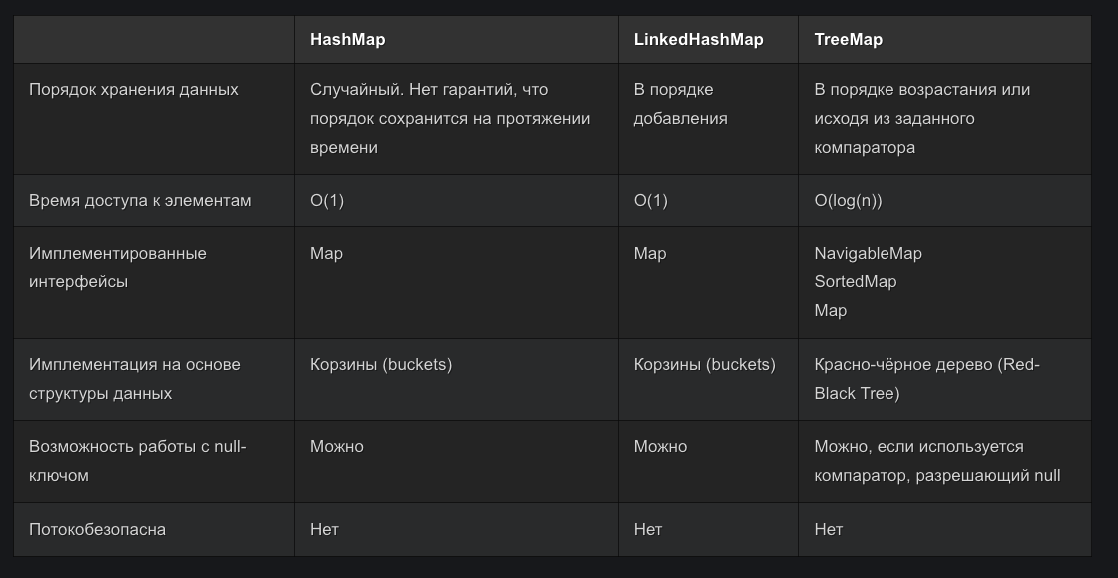 HashMap
LinkedHashMap
TreeMap
Порядок хранения данных
Случайный. Нет гарантий, что
порядок сохранится на протяжении
времени
В порядке
добавления
В порядке возрастания или
исходя из заданного
компаратора
Время доступа к элементам
O(1)
O(1)
O(log(n))
Имплементированные
интерфейсы
Map
Map
NavigableMap
SortedMap
Map
Имплементация на основе
структуры данных
Корзины (buckets)
Корзины (buckets)
Красно-чёрное дерево (Red-
Black Tree)
Возможность работы с null-
ключом
Можно
Можно
Можно, если используется
компаратор, разрешающий null
Потокобезопасна
Нет
Нет
Нет